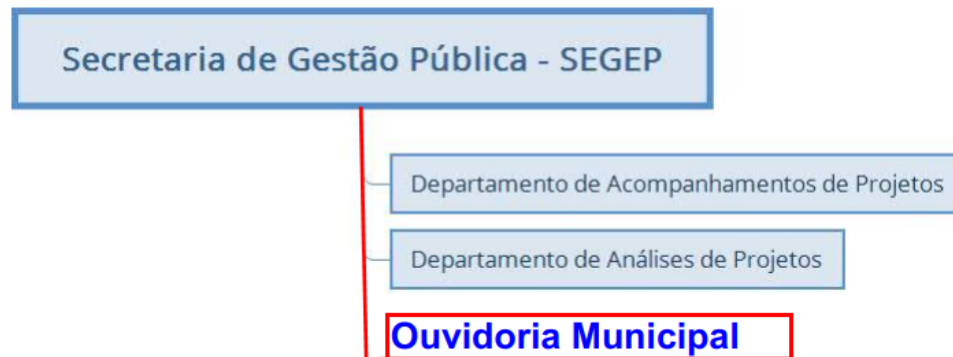 Secretaria de Gestão Pública - SEGEP
Departamento de Acompanhamentos de Projetos
Departamento de Análises de Projetos
Ouvidoria Municipal